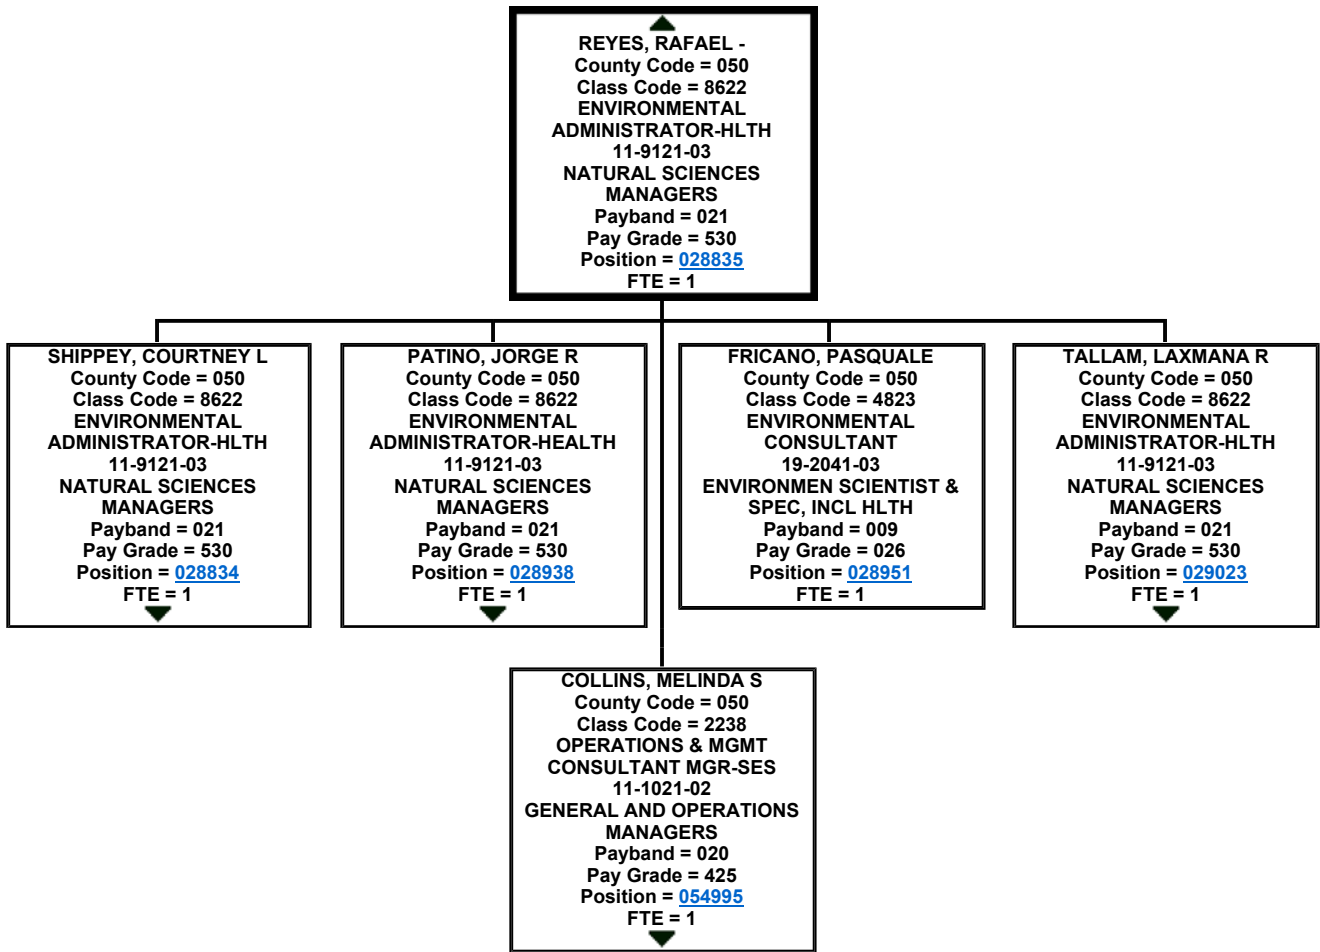 REYES, RAFAEL -
County Code = 050
Class Code = 8622
ENVIRONMENTAL
ADMINISTRATOR-HLTH
11-9121-03
NATURAL SCIENCES
MANAGERS
Payband = 021
Pay Grade = 530
Position = 028835
FTE = 1
SHIPPEY, COURTNEY L
County Code = 050
Class Code = 8622
ENVIRONMENTAL
ADMINISTRATOR-HLTH
11-9121-03
NATURAL SCIENCES
MANAGERS
Payband = 021
Pay Grade = 530
Position = 028834
FTE = 1
PATINO, JORGE R
County Code = 050
Class Code = 8622
ENVIRONMENTAL
ADMINISTRATOR-HEALTH
11-9121-03
NATURAL SCIENCES
MANAGERS
Payband = 021
Pay Grade = 530
Position = 028938
FTE = 1
FRICANO, PASQUALE
County Code = 050
Class Code = 4823
ENVIRONMENTAL
CONSULTANT
19-2041-03
ENVIRONMEN SCIENTIST &
SPEC, INCL HLTH
Payband = 009
Pay Grade = 026
Position = 028951
FTE = 1
TALLAM, LAXMANA R
County Code = 050
Class Code = 8622
ENVIRONMENTAL
ADMINISTRATOR-HLTH
11-9121-03
NATURAL SCIENCES
MANAGERS
Payband = 021
Pay Grade = 530
Position = 029023
FTE = 1
COLLINS, MELINDA S
County Code = 050
Class Code = 2238
OPERATIONS & MGMT
CONSULTANT MGR-SES
11-1021-02
GENERAL AND OPERATIONS
MANAGERS
Payband = 020
Pay Grade = 425
Position = 054995
FTE = 1